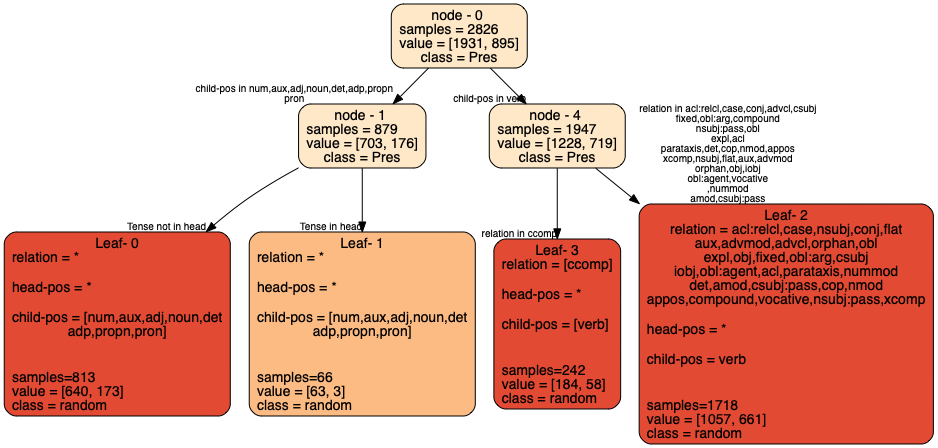 node - 0
samples = 2826
value = [1931, 895]
class = Pres
child-pos in num,aux,adj,noun,det,adp,propn
pron
child-pos in verb
node - 1
samples = 879
value = [703, 176]
class = Pres
node - 4
samples = 1947
value = [1228, 719]
class = Pres
relation in acl:relcl,case,conj,advcl,csubj
fixed,obl:arg,compound
nsubj:pass,obl
expl,acl
parataxis,det,cop,nmod,appos
xcomp,nsubj,flat,aux,advmod
orphan,obj,iobj
obl:agent,vocative
,nummod
amod,csubj:pass
Tense not in head
Tense in head
relation in ccomp
Leaf- 0
relation = *
head-pos = *
child-pos = [num,aux,adj,noun,det
adp,propn,pron]
samples=813
value = [640, 173]
class = random
Leaf- 1
relation = *
head-pos = *
child-pos = [num,aux,adj,noun,det
adp,propn,pron]
samples=66
value = [63, 3]
class = random
Leaf- 3
relation = [ccomp]
head-pos = *
child-pos = [verb]
samples=242
value = [184, 58]
class = random
Leaf- 2
relation = acl:relcl,case,nsubj,conj,flat
aux,advmod,advcl,orphan,obl
expl,obj,fixed,obl:arg,csubj
iobj,obl:agent,acl,parataxis,nummod
det,amod,csubj:pass,cop,nmod
appos,compound,vocative,nsubj:pass,xcomp
head-pos = *
child-pos = verb
samples=1718
value = [1057, 661]
class = random